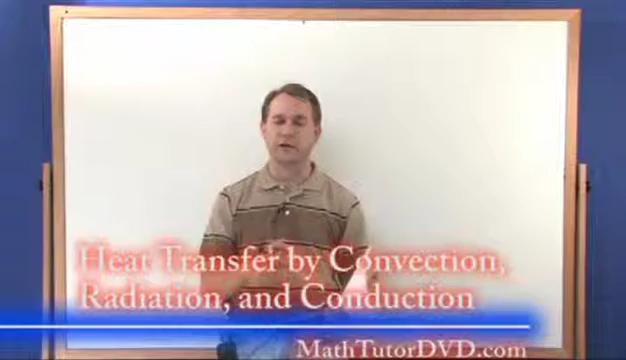 Heat Transfer by Convection,
Radiation, and Conduction
MathTutorDVD.com